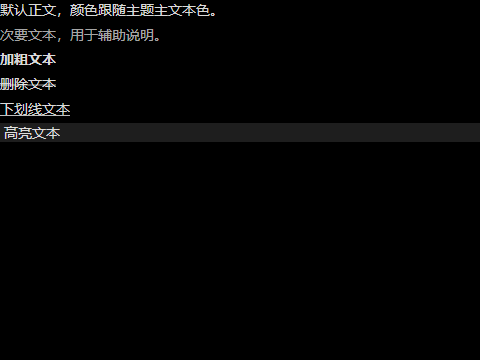 默认正文，颜色跟随主题主文本色。
次要文本，用于辅助说明。
加粗文本
删除文本
下划线文本
高亮文本